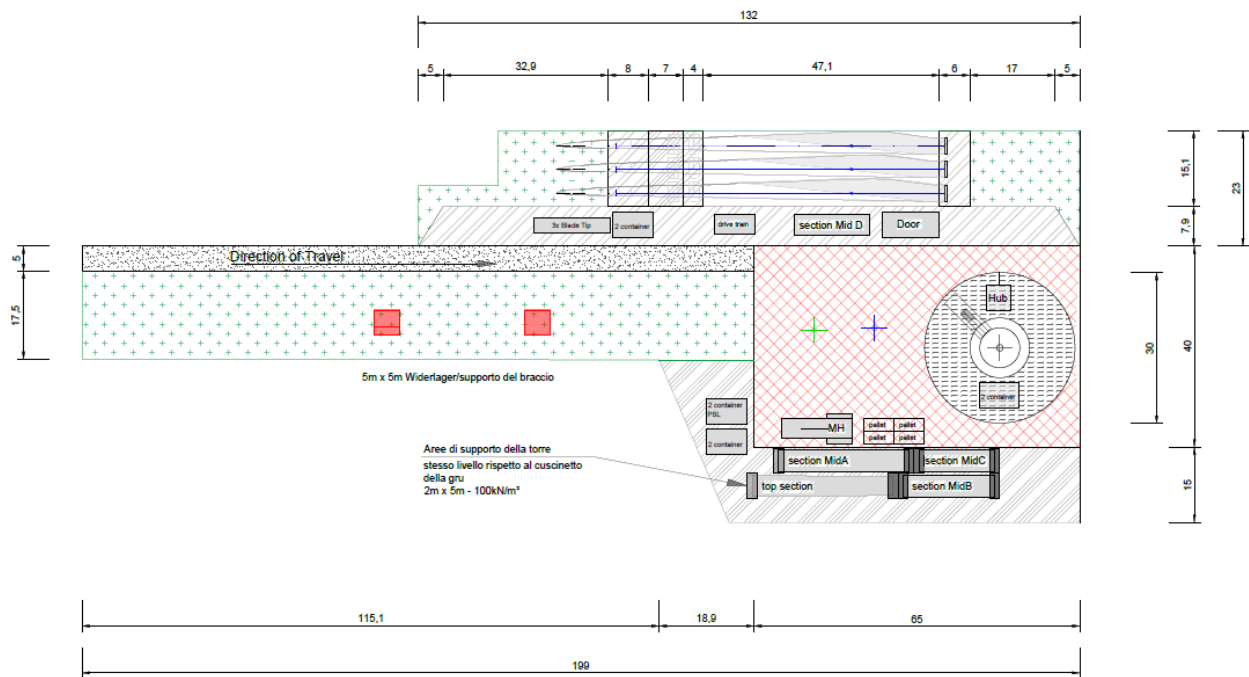 132
5
32,9
8
7
4
47,1
6
17
5
15,1
23
7,9
3x Blade Tip
2 container
drive train
section Mid D
Door
5
Direction of Travel
17,5
Hub
30
40
2 container
5m x 5m Widerlager/supporto del braccio
2 container
PSL
MH
pallet
pallet
pallet
pallet
2 container
Aree di supporto della torre
stesso livello rispetto al cuscinetto
della gru
2m x 5m - 100kN/m²
section MidA
section MidC
top section
section MidB
15
115,1
18,9
65
199